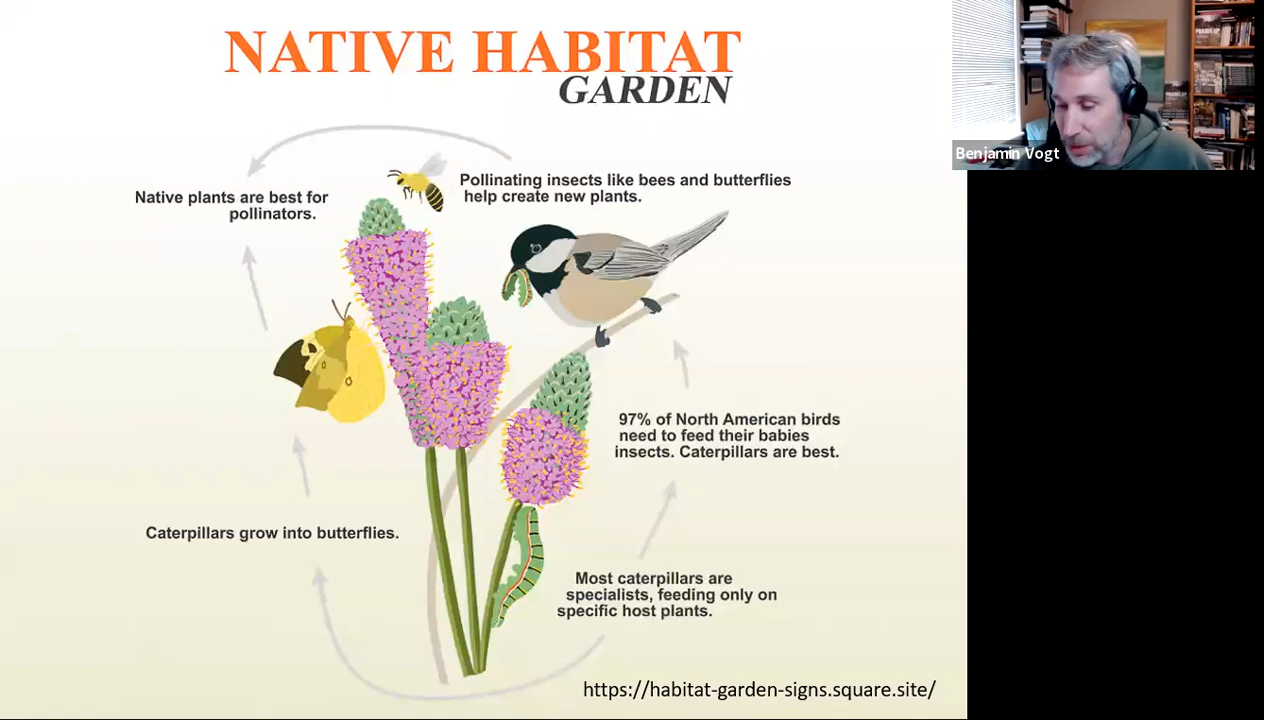 NATIVE HABITAT
GARDEN
Native plants are best for
pollinators.
Pollinating insects like bees and butterflies
help create new plants.
97% of North American birds
need to feed their babies
insects. Caterpillars are best.
Caterpillars grow into butterflies.
Most caterpillars are
specialists, feeding only on
specific host plants.
https://habitat-garden-signs.square.site/
Benjamin Vogt